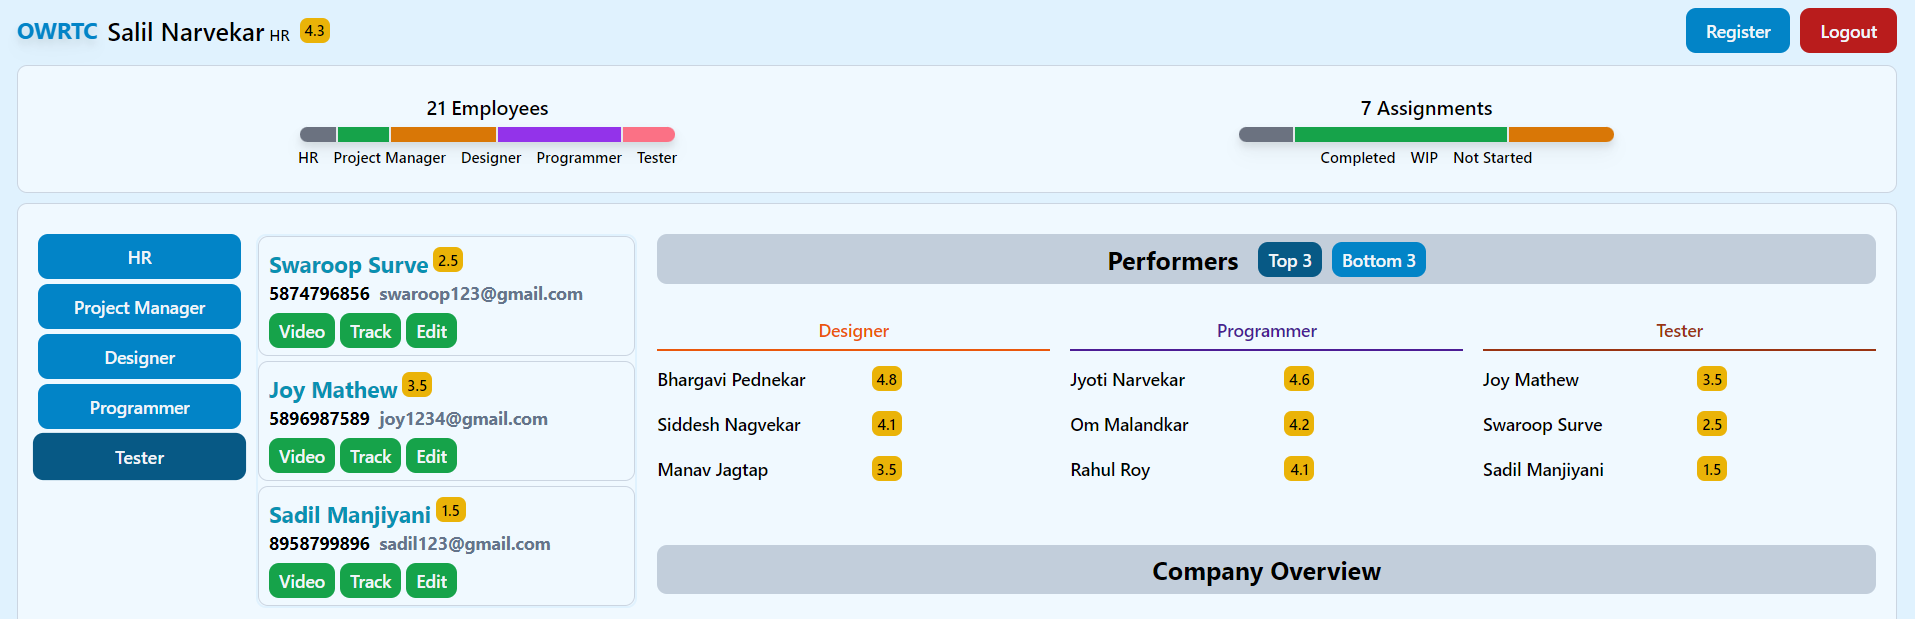 OWRTC Salil Narvekar HR 4.3
Register Logout
21 Employees
HR Project Manager Designer Programmer Tester
7 Assignments
Completed WIP Not Started
HR
Project Manager
Designer
Programmer
Tester
Swaroop Surve 2.5
5874796856 swaroop123@gmail.com
Video Track Edit
Joy Mathew 3.5
5896987589 joy1234@gmail.com
Video Track Edit
Sadil Manjiyani 1.5
8958799896 sadil123@gmail.com
Video Track Edit
Performers Top 3 Bottom 3
Designer
Bhargavi Pednekar 4.8
Siddesh Nagvekar 4.1
Manav Jagtap 3.5
Programmer
Jyoti Narvekar 4.6
Om Malandkar 4.2
Rahul Roy 4.1
Tester
Joy Mathew 3.5
Swaroop Surve 2.5
Sadil Manjiyani 1.5
Company Overview